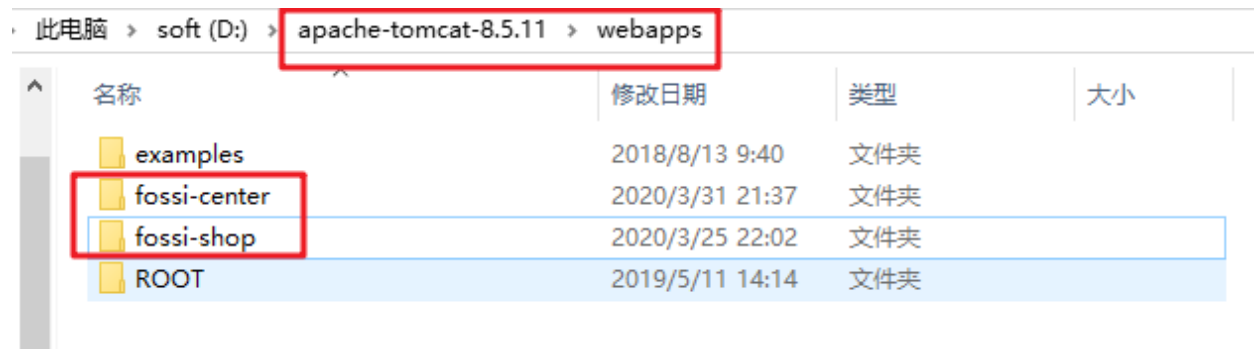 此电脑 > soft (D:) > apache-tomcat-8.5.11 > webapps
名称 修改日期 类型 大小
examples 2018/8/13 9:40 文件夹
fossi-center 2020/3/31 21:37 文件夹
fossi-shop 2020/3/25 22:02 文件夹
ROOT 2019/5/11 14:14 文件夹